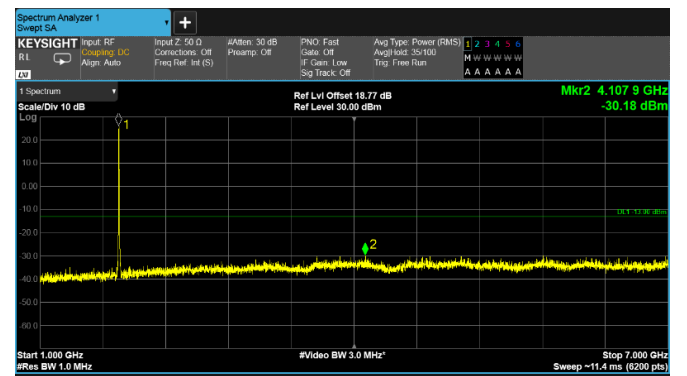 Spectrum Analyzer 1
Swept SA
+
KEYSIGHT Input: RF Input Z: 50 Ω #Atten: 30 dB PNO: Fast Avg Type: Power (RMS) 1 2 3 4 5 6
RL Coupling: DC Corrections: Off Preamp: Off Gate: Off Avg|Hold: 35/100 M W W W W W
Align: Auto Freq Ref: Int (S) IF Gain: Low Trig: Free Run
LXI Sig Track: Off A A A A A A
1 Spectrum Ref Lvl Offset 18.77 dB Mkr2 4.107 9 GHz
Scale/Div 10 dB Ref Level 30.00 dBm -30.18 dBm
Log
1
20.0
10.0
0.00
-10.0 DL1 -13.00 dBm
-20.0
-30.0 2
-40.0
-50.0
-60.0
Start 1.000 GHz #Video BW 3.0 MHz* Stop 7.000 GHz
#Res BW 1.0 MHz Sweep ~11.4 ms (6200 pts)